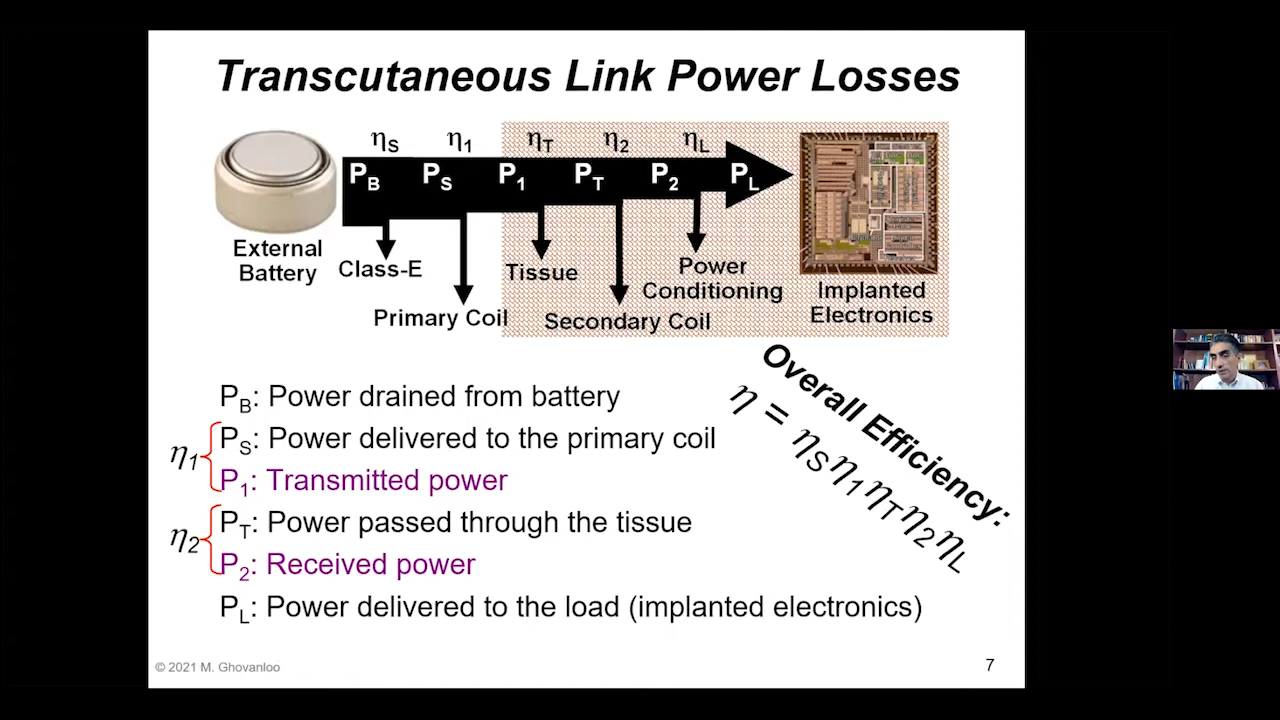 Transcutaneous Link Power Losses
ηS η1 ηT η2 ηL
PB PS P1 PT P2 PL
External
Battery
Class-E
Primary Coil
Tissue
Secondary Coil
Power
Conditioning
Implanted
Electronics
Overall Efficiency:
η = ηSη1ηTη2ηL
PB: Power drained from battery
η1
PS: Power delivered to the primary coil
P1: Transmitted power
η2
PT: Power passed through the tissue
P2: Received power
PL: Power delivered to the load (implanted electronics)
© 2021 M. Ghovanloo
7